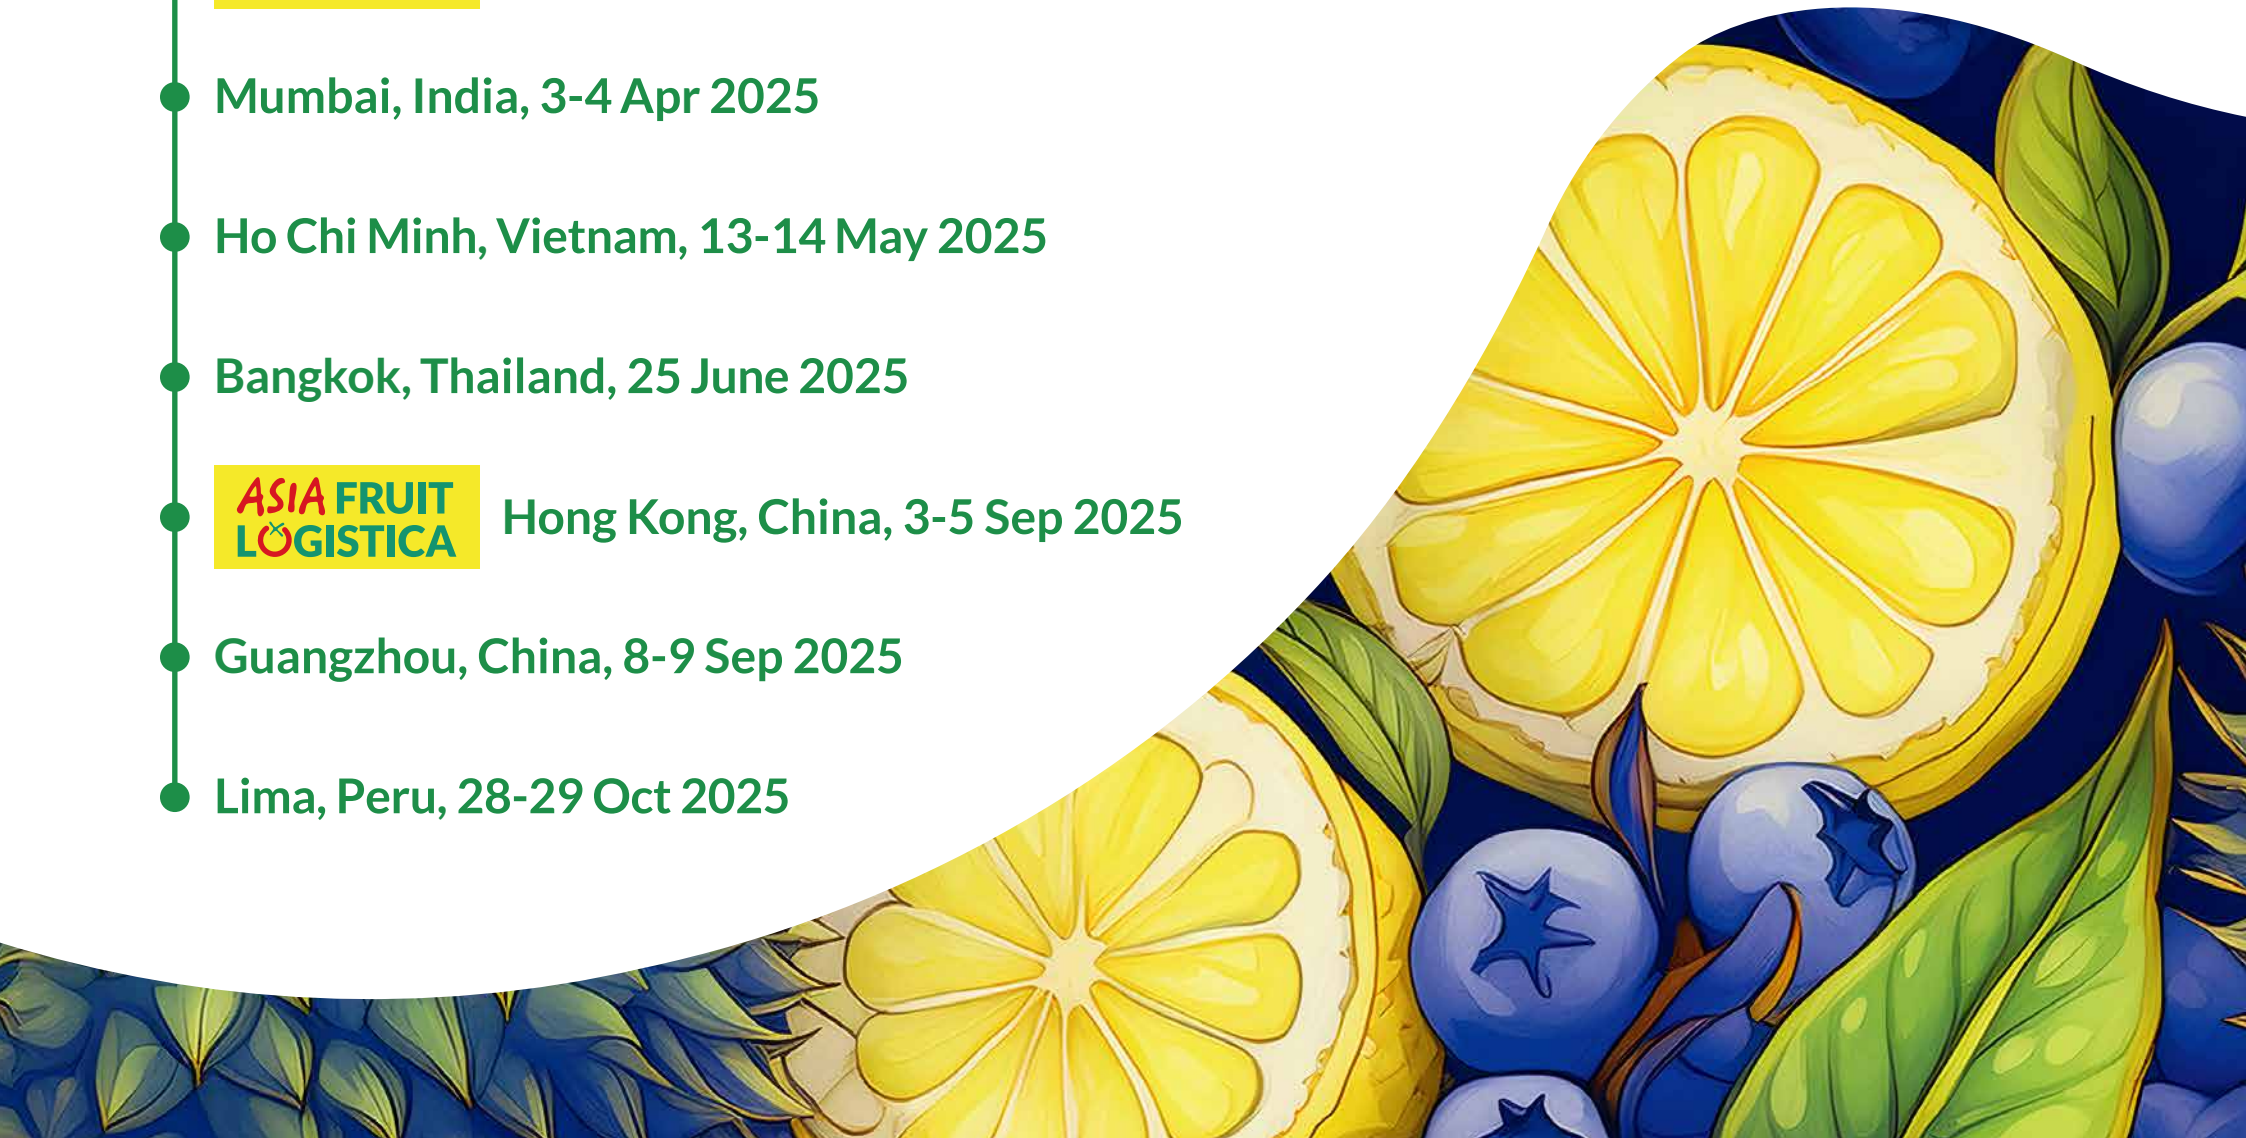 Mumbai, India, 3-4 Apr 2025
Ho Chi Minh, Vietnam, 13-14 May 2025
Bangkok, Thailand, 25 June 2025
ASIA FRUIT
LOGISTICA
Hong Kong, China, 3-5 Sep 2025
Guangzhou, China, 8-9 Sep 2025
Lima, Peru, 28-29 Oct 2025